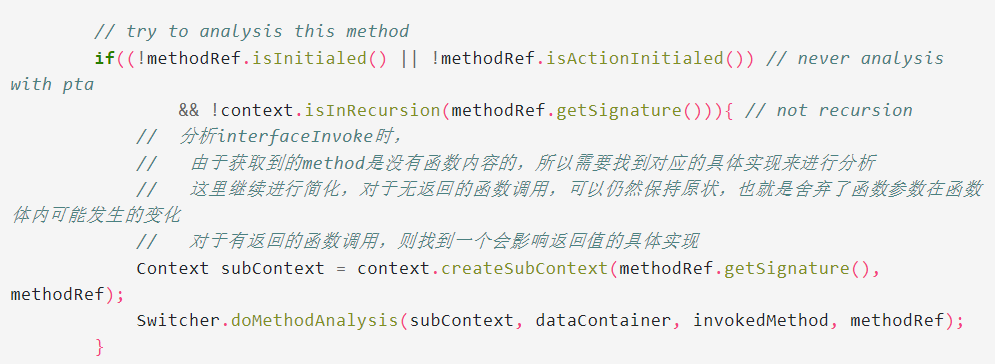 // try to analysis this method
if((!methodRef.isInitialed() || !methodRef.isActionInitialed()) // never analysis
with pta
&& !context.isInRecursion(methodRef.getSignature())){ // not recursion
// 分析interfaceInvoke时，
// 由于获取到的method是没有函数内容的，所以需要找到对应的具体实现来进行分析
// 这里继续进行简化，对于无返回的函数调用，可以仍然保持原状，也就是舍弃了函数参数在函数
体内可能发生的变化
// 对于有返回的函数调用，则找到一个会影响返回值的具体实现
Context subContext = context.createSubContext(methodRef.getSignature(),
methodRef);
Switcher.doMethodAnalysis(subContext, dataContainer, invokedMethod, methodRef);
}